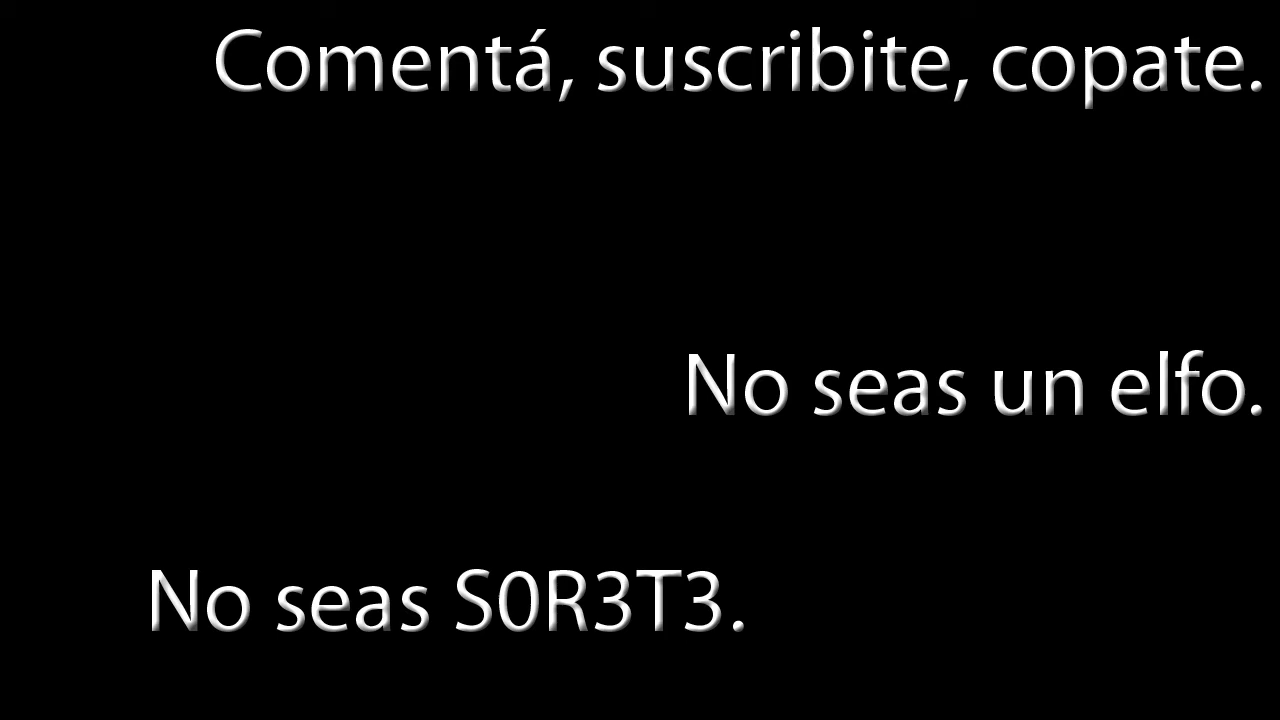 Comentá, suscribite, copate.
No seas un elfo.
No seas S0R3T3.